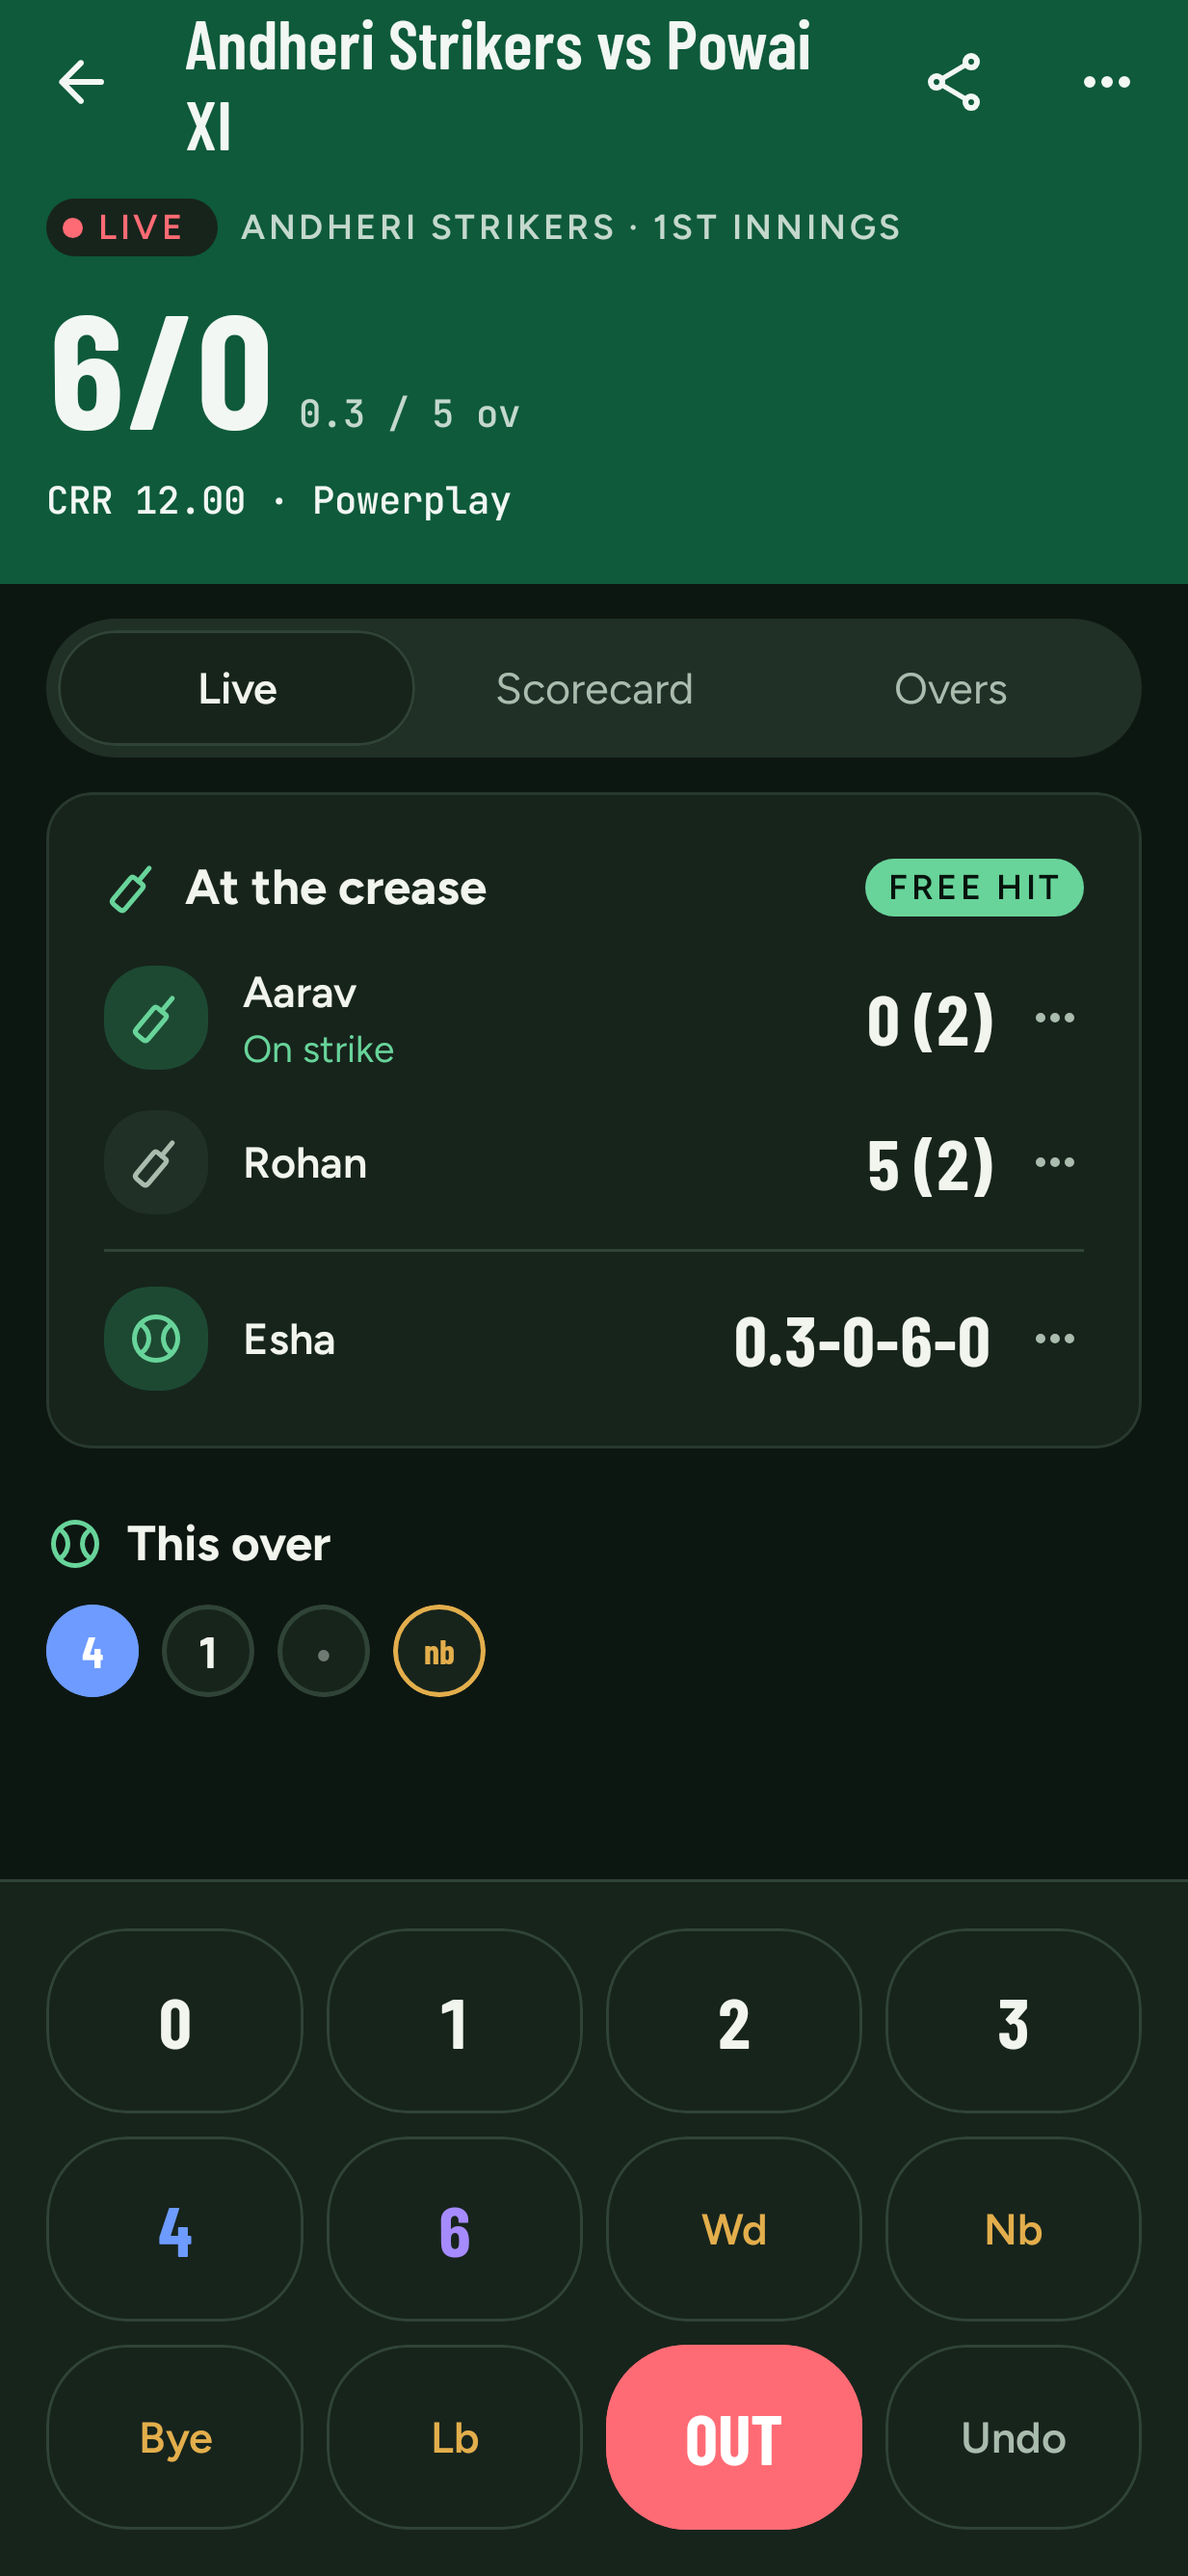 Andheri Strikers vs Powai
XI
LIVE ANDHERI STRIKERS · 1ST INNINGS
6/0 0.3 / 5 ov
CRR 12.00 · Powerplay
Live Scorecard Overs
At the crease FREE HIT
Aarav 0 (2)
On strike
Rohan 5 (2)
Esha 0.3-0-6-0
This over
4 1 • nb
0 1 2 3
4 6 Wd Nb
Bye Lb OUT Undo